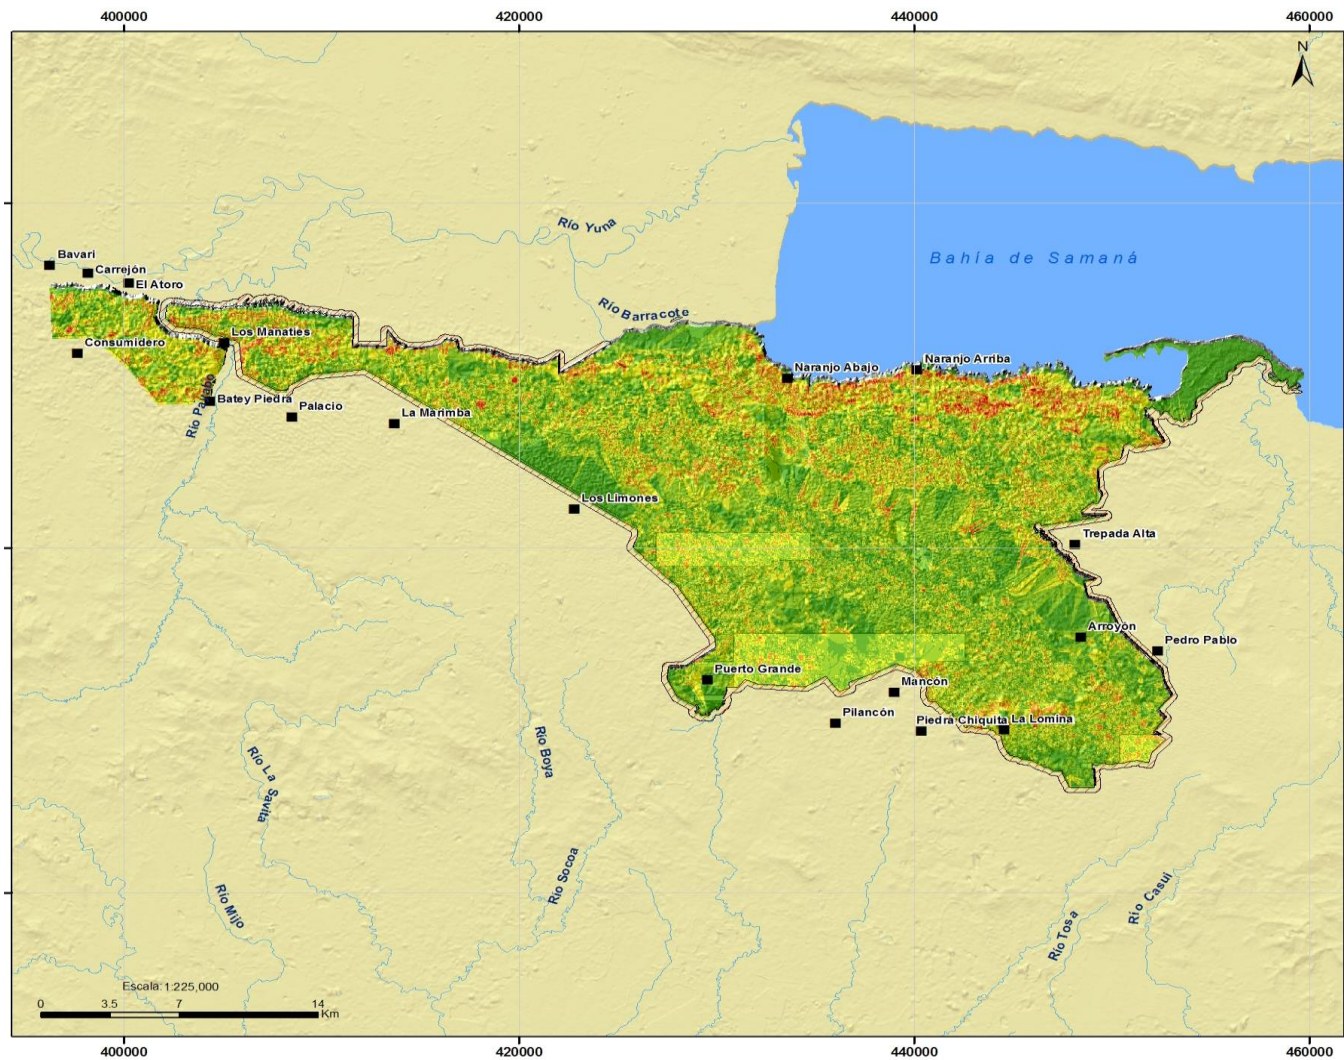 400000
420000
440000
460000
N
Río Yuna
Bahía de Samaná
Bavari
Carrejón
El Atoro
Río Barracote
Los Manatíes
Consumidero
Naranjo Abajo
Naranjo Arriba
Batey Piedra
Palacio
La Marimba
Los Limones
Trepada Alta
Arroyón
Pedro Pablo
Puerto Grande
Mancón
Pilancón
Piedra Chiquita
La Lomina
Río La Savita
Río Boya
Río Socoa
Río Mijo
Río Tosa
Río Casuí
Escala: 1:225,000
0
3.5
7
14
Km
400000
420000
440000
460000